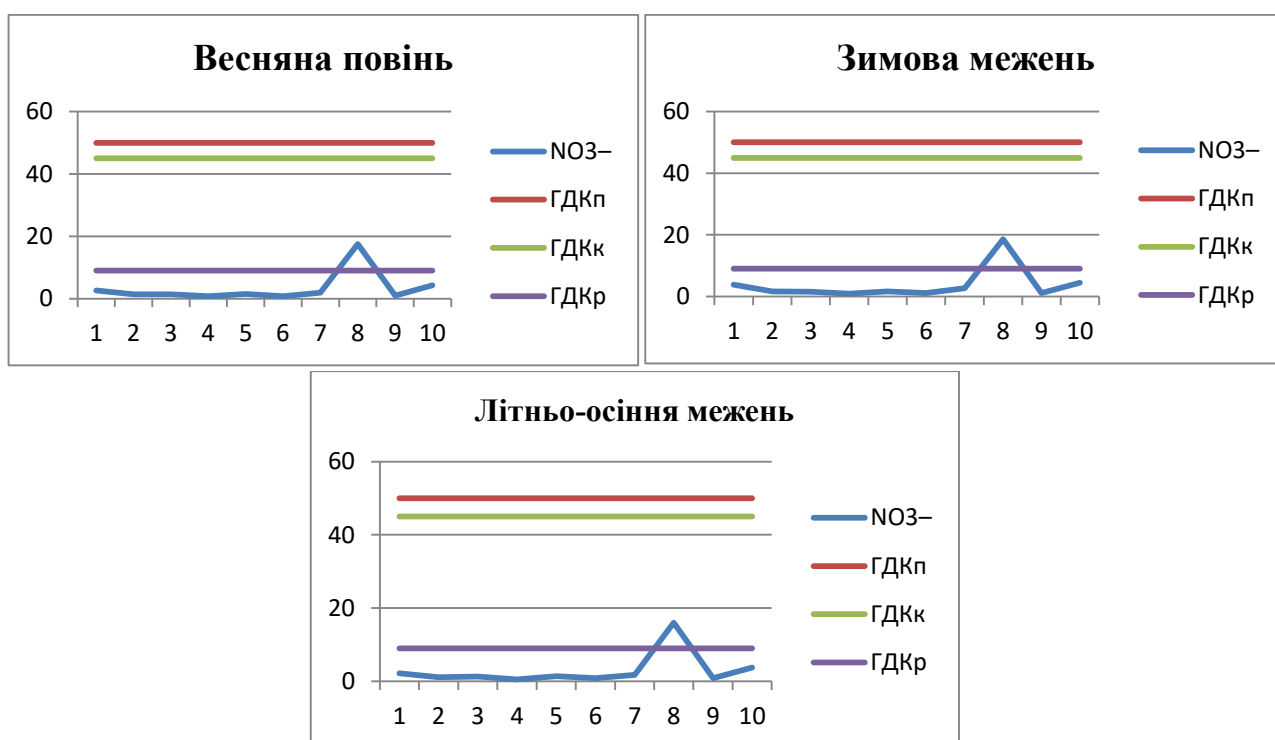 Весняна повінь
60
40
20
0
1 2 3 4 5 6 7 8 9 10
NO3–
ГДКп
ГДКк
ГДКр
Зимова межень
60
40
20
0
1 2 3 4 5 6 7 8 9 10
NO3–
ГДКп
ГДКк
ГДКр
Літньо-осіння межень
60
40
20
0
1 2 3 4 5 6 7 8 9 10
NO3–
ГДКп
ГДКк
ГДКр